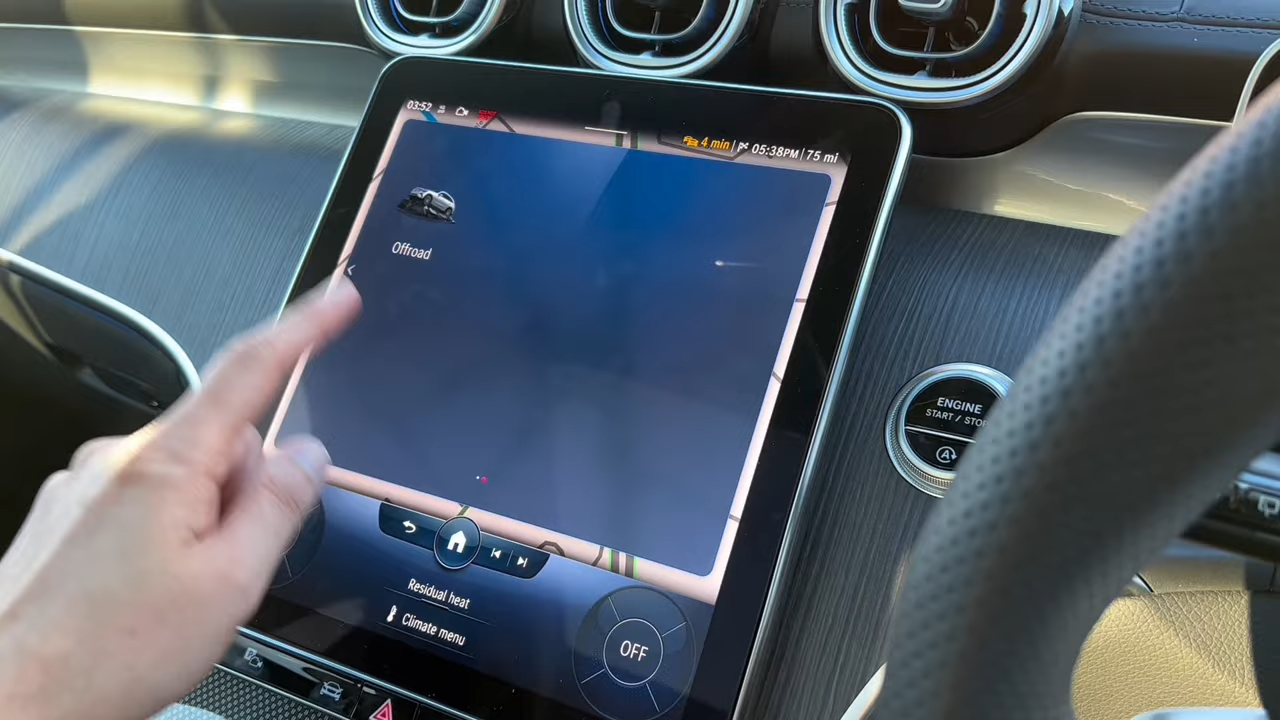 03:52
4 min | 05:38PM | 75 mi
Offroad
ENGINE
START / STOP
A
Residual heat
Climate menu
OFF